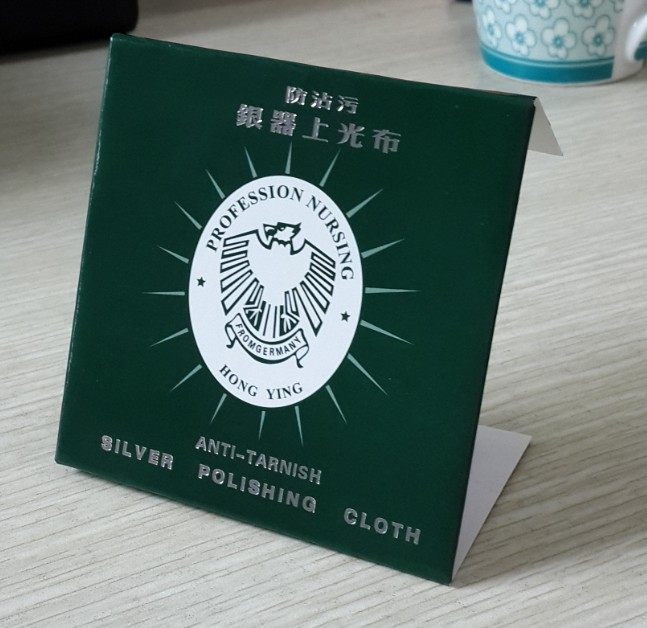 防沾污
銀器上光布
PROFESSION NURSING
FROMGERMANY
HONG YING
ANTI-TARNISH
SILVER POLISHING CLOTH